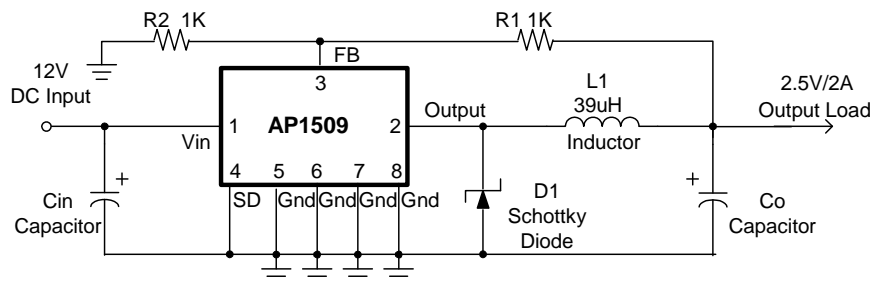 R2 1K
R1 1K
FB
3
12V
DC Input
L1
39uH
2.5V/2A
Output Load
Output
Vin
1
AP1509
2
Inductor
4
5
6
7
8
SD
Gnd
Gnd
Gnd
Gnd
Cin
Capacitor
+
D1
Schottky
Diode
+
Co
Capacitor